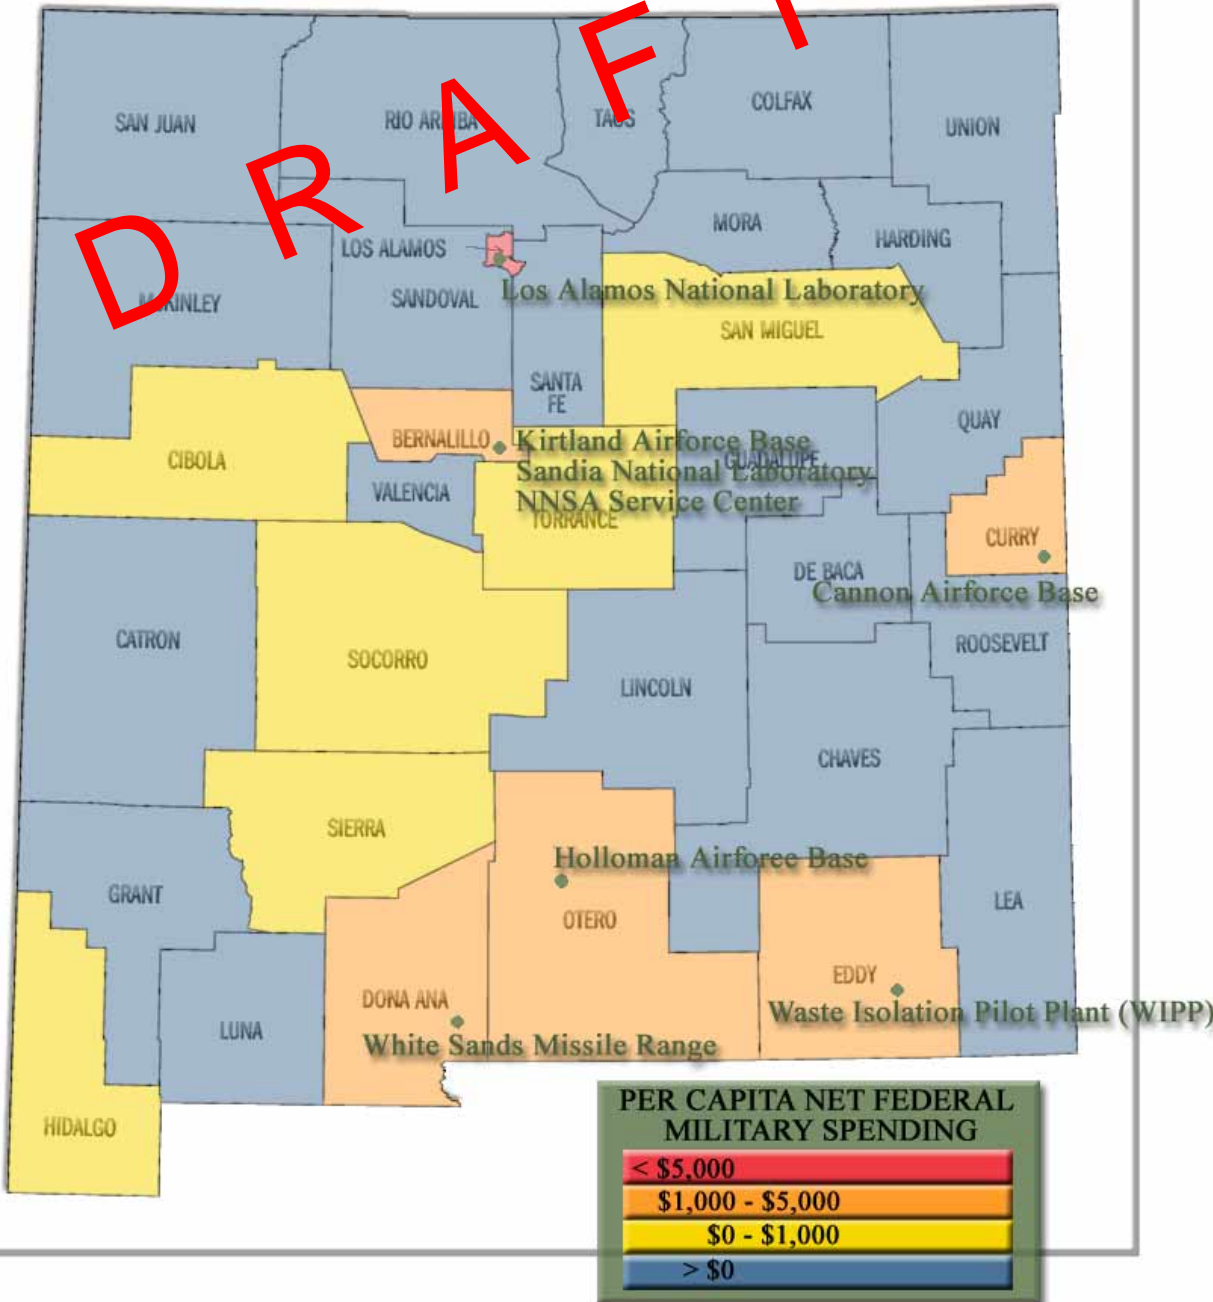 D R A F T
SAN JUAN
RIO ARRIBA
TAOS
COLFAX
UNION
MORA
HARDING
LOS ALAMOS
McKINLEY
SANDOVAL
Los Alamos National Laboratory
SAN MIGUEL
SANTA
FE
QUAY
BERNALILLO
Kirtland Airforce Base
CIBOLA
GUADALUPE
Sandia National Laboratory
VALENCIA
NNSA Service Center
TORRANCE
CURRY
DE BACA
Cannon Airforce Base
CATRON
SOCORRO
ROOSEVELT
LINCOLN
CHAVES
SIERRA
Holloman Airforee Base
GRANT
OTERO
LEA
EDDY
DONA ANA
Waste Isolation Pilot Plant (WIPP)
LUNA
White Sands Missile Range
HIDALGO
PER CAPITA NET FEDERAL
MILITARY SPENDING
< $5,000
$1,000 - $5,000
$0 - $1,000
> $0